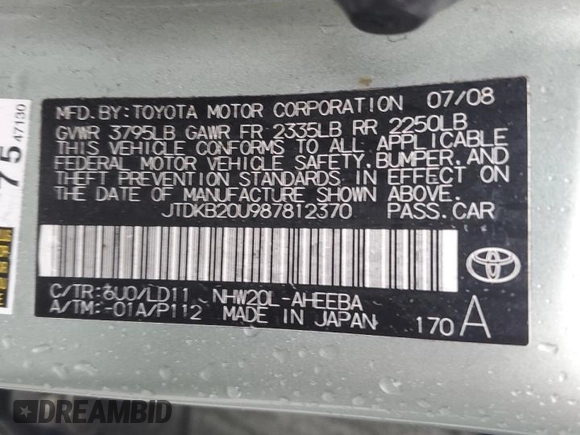 MFD.BY:TOYOTA MOTOR CORPORATION 07/08
GVWR 3795LB GAWR FR 2335LB RR 2250LB
THIS VEHICLE CONFORMS TO ALL APPLICABLE
FEDERAL MOTOR VEHICLE SAFETY, BUMPER, AND
THEFT PREVENTION STANDARDS IN EFFECT ON
THE DATE OF MANUFACTURE SHOWN ABOVE.
JTDKB20U987812370 PASS.CAR
C/TR:6U0/LD11 NHW20L-AHEEBA
A/TM:-01A/P112 MADE IN JAPAN 170 A
75
47130
DREAMBID